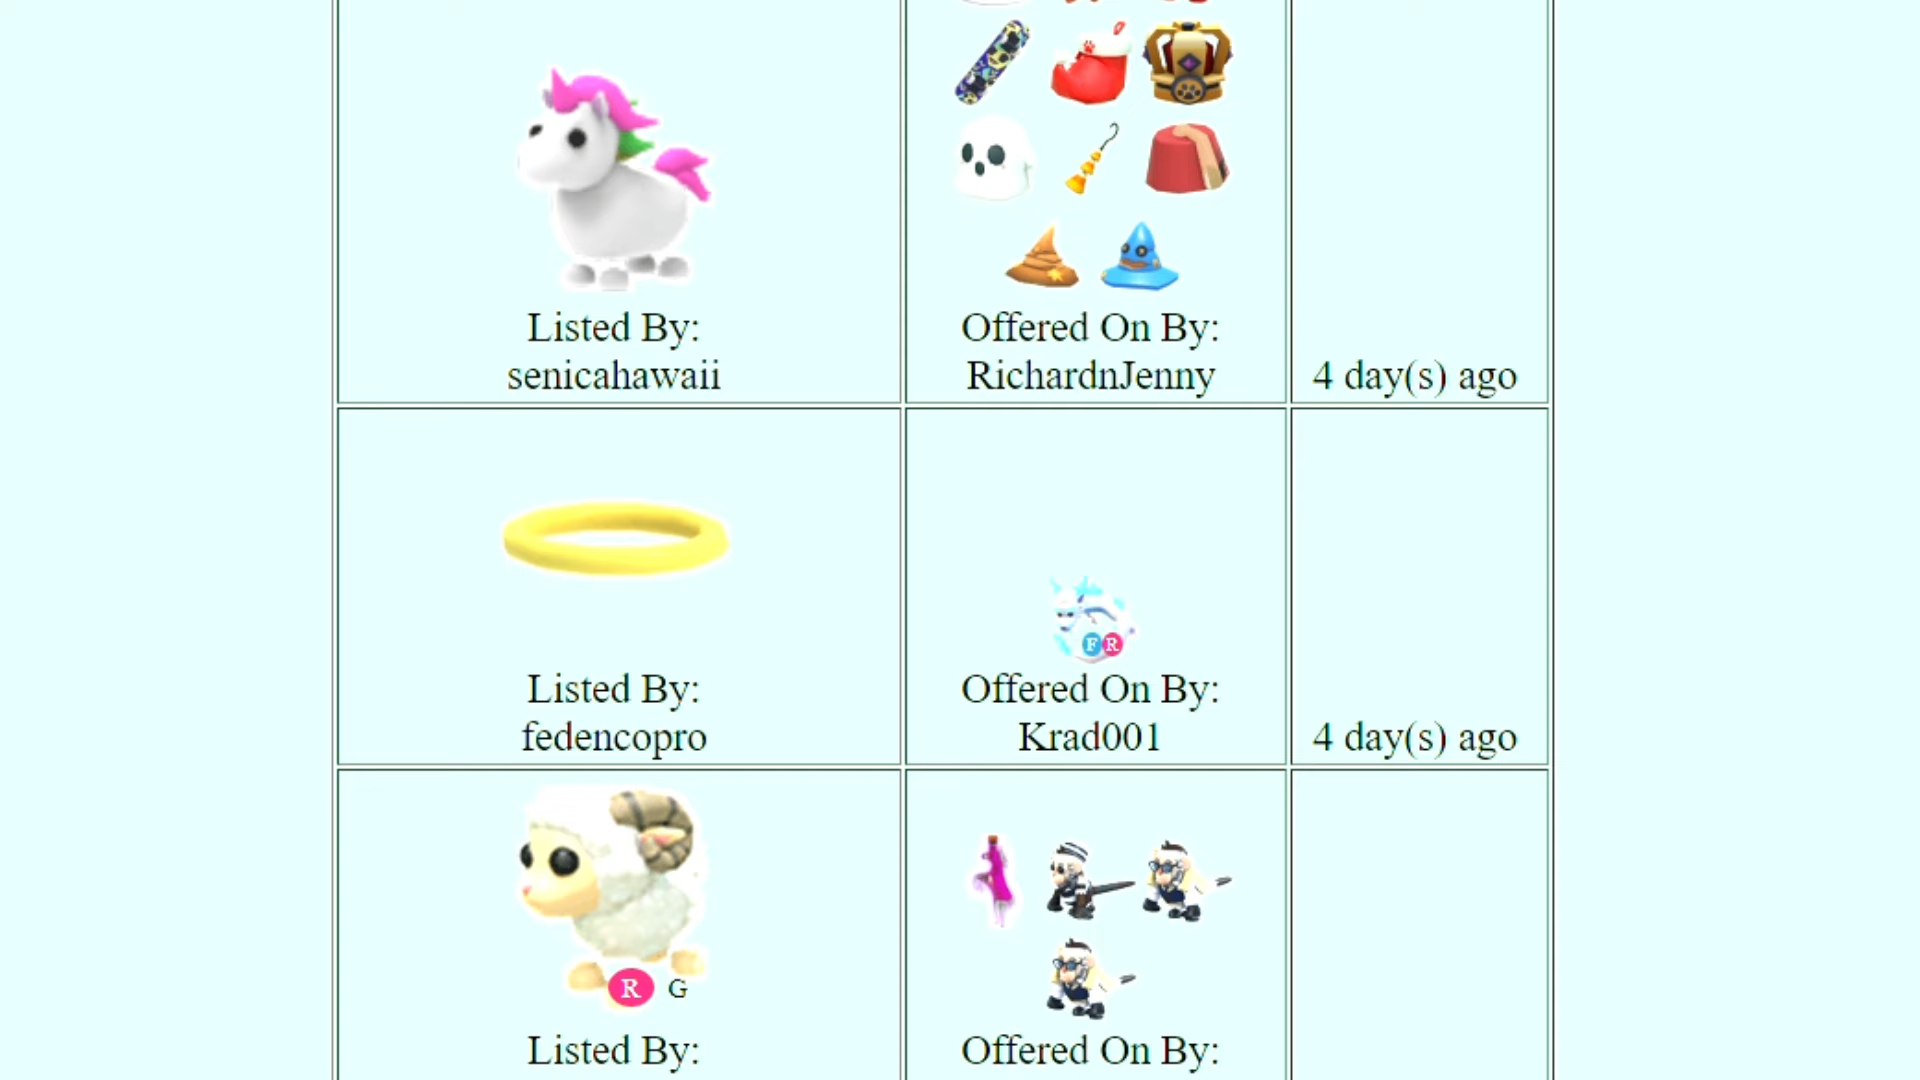 Listed By:
senicahawaii
Offered On By:
RichardnJenny
4 day(s) ago
F R
Listed By:
fedencopro
Offered On By:
Krad001
4 day(s) ago
R G
Listed By:
Offered On By: